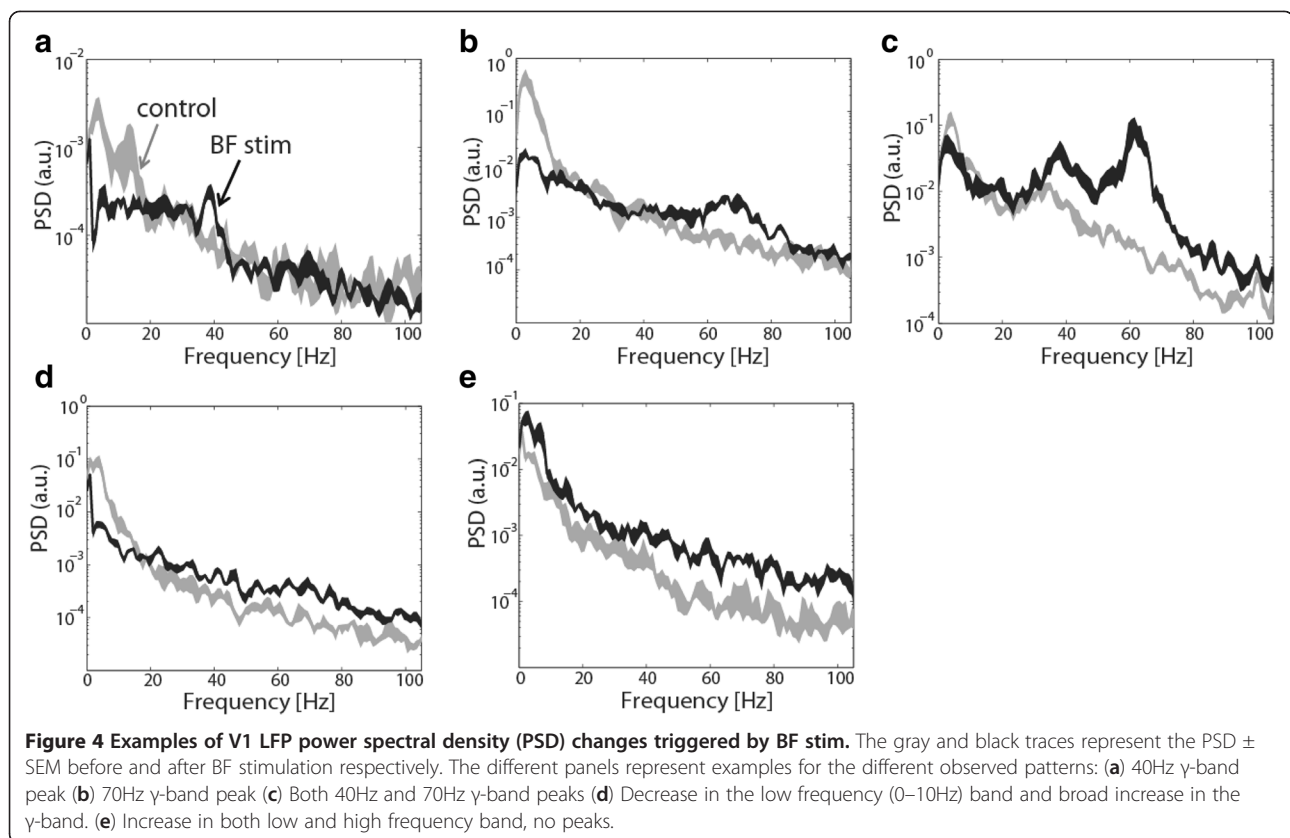 a
10⁻²
10⁻³
10⁻⁴
PSD (a.u.)
control
BF stim
0 20 40 60 80 100
Frequency [Hz]
b
10⁰
10⁻¹
10⁻²
10⁻³
10⁻⁴
PSD (a.u.)
0 20 40 60 80 100
Frequency [Hz]
c
10⁰
10⁻¹
10⁻²
10⁻³
10⁻⁴
PSD (a.u.)
0 20 40 60 80 100
Frequency [Hz]
d
10⁰
10⁻¹
10⁻²
10⁻³
10⁻⁴
PSD (a.u.)
0 20 40 60 80 100
Frequency [Hz]
e
10⁻¹
10⁻²
10⁻³
10⁻⁴
PSD (a.u.)
0 20 40 60 80 100
Frequency [Hz]
Figure 4 Examples of V1 LFP power spectral density (PSD) changes triggered by BF stim. The gray and black traces represent the PSD ±
SEM before and after BF stimulation respectively. The different panels represent examples for the different observed patterns: (a) 40Hz γ-band
peak (b) 70Hz γ-band peak (c) Both 40Hz and 70Hz γ-band peaks (d) Decrease in the low frequency (0–10Hz) band and broad increase in the
γ-band. (e) Increase in both low and high frequency band, no peaks.